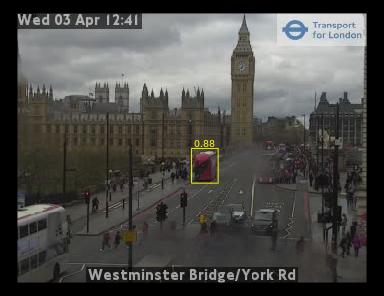 Wed 03 Apr 12:41
Transport
for London
0.88
Westminster Bridge/York Rd